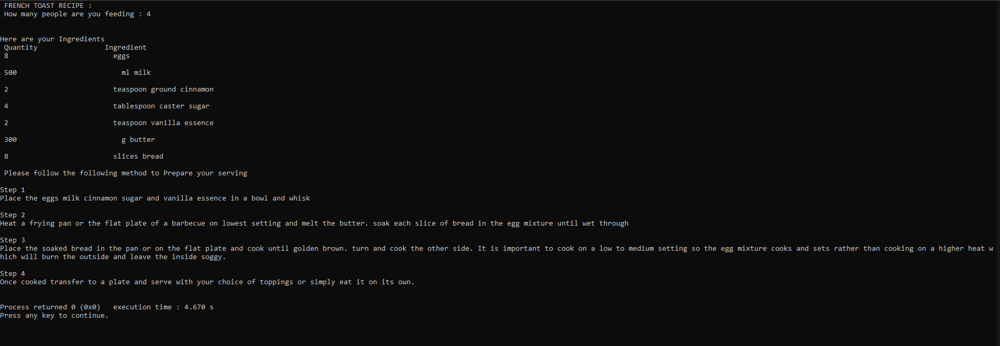 FRENCH TOAST RECIPE :
How many people are you feeding : 4
Here are your Ingredients
Quantity Ingredient
8 eggs
500 ml milk
2 teaspoon ground cinnamon
4 tablespoon caster sugar
2 teaspoon vanilla essence
300 g butter
8 slices bread
Please follow the following method to Prepare your serving
Step 1
Place the eggs milk cinnamon sugar and vanilla essence in a bowl and whisk
Step 2
Heat a frying pan or the flat plate of a barbecue on lowest setting and melt the butter. soak each slice of bread in the egg mixture until wet through
Step 3
Place the soaked bread in the pan or on the flat plate and cook until golden brown. turn and cook the other side. It is important to cook on a low to medium setting so the egg mixture cooks and sets rather than cooking on a higher heat w
hich will burn the outside and leave the inside soggy.
Step 4
Once cooked transfer to a plate and serve with your choice of toppings or simply eat it on its own.
Process returned 0 (0x0) execution time : 4.670 s
Press any key to continue.